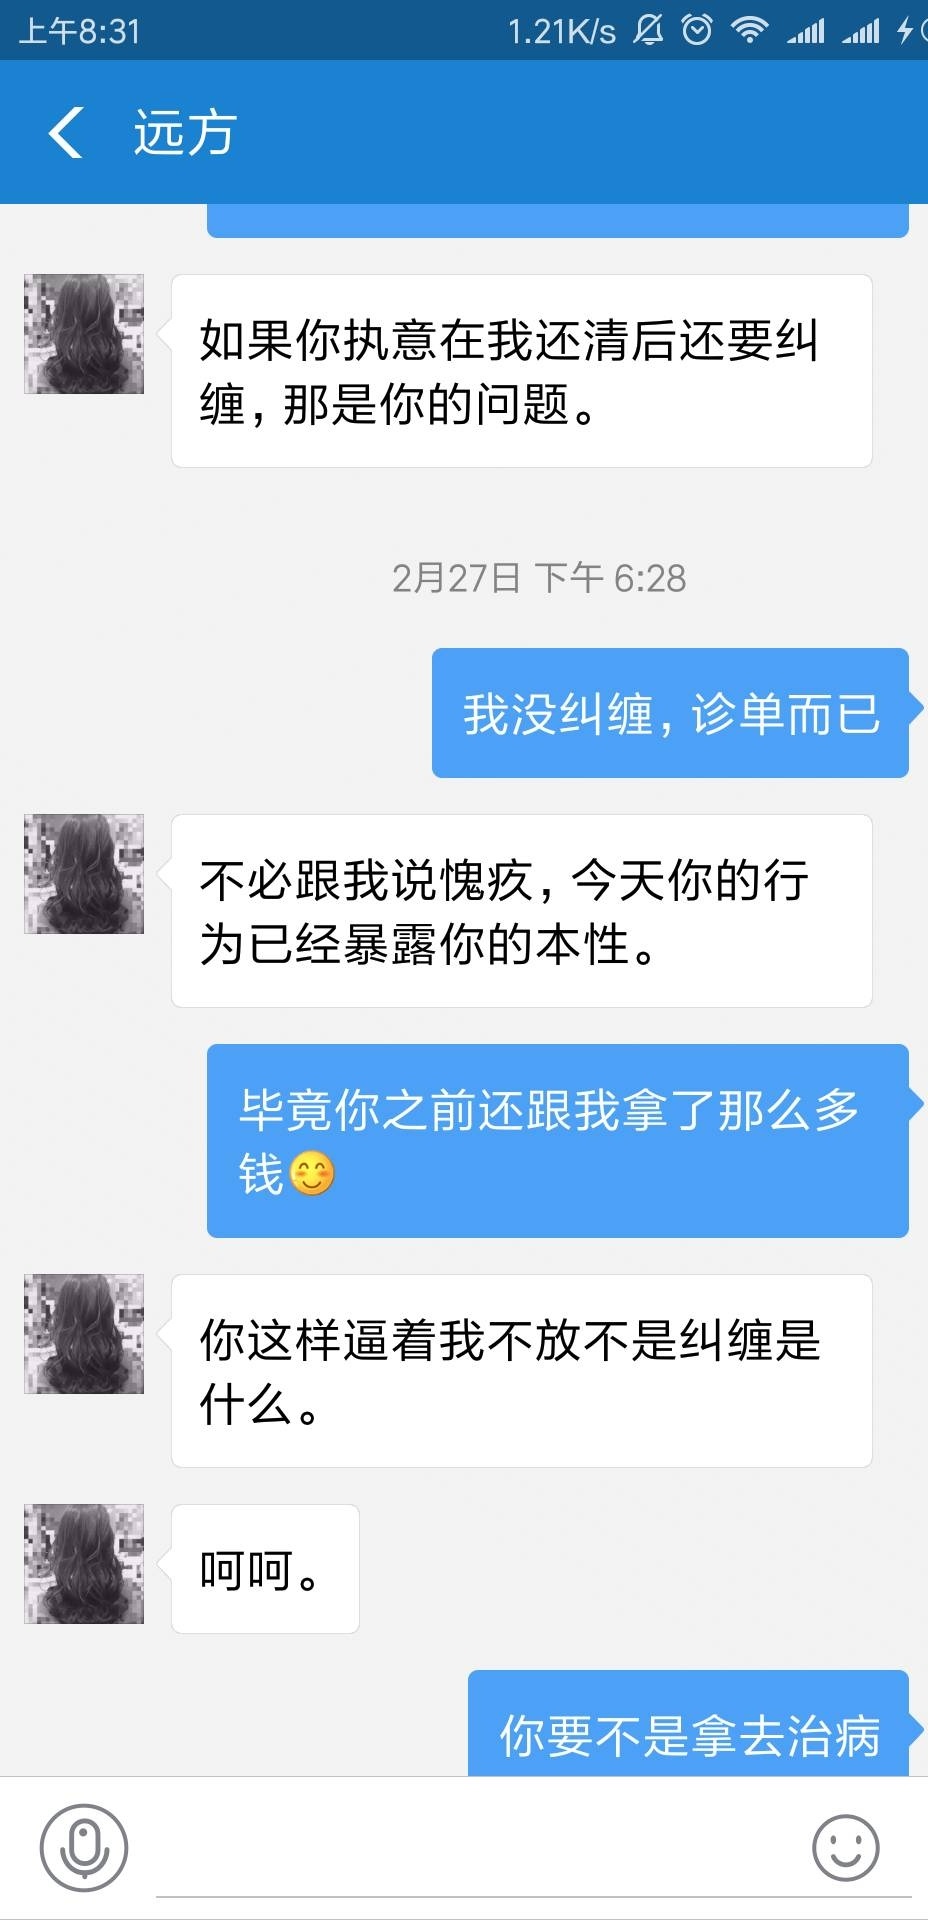 上午8:31 1.21K/s
远方
如果你执意在我还清后还要纠
缠，那是你的问题。
2月27日 下午 6:28
我没纠缠，诊单而已
不必跟我说愧疚，今天你的行
为已经暴露你的本性。
毕竟你之前还跟我拿了那么多
钱😊
你这样逼着我不放不是纠缠是
什么。
呵呵。
你要不是拿去治病